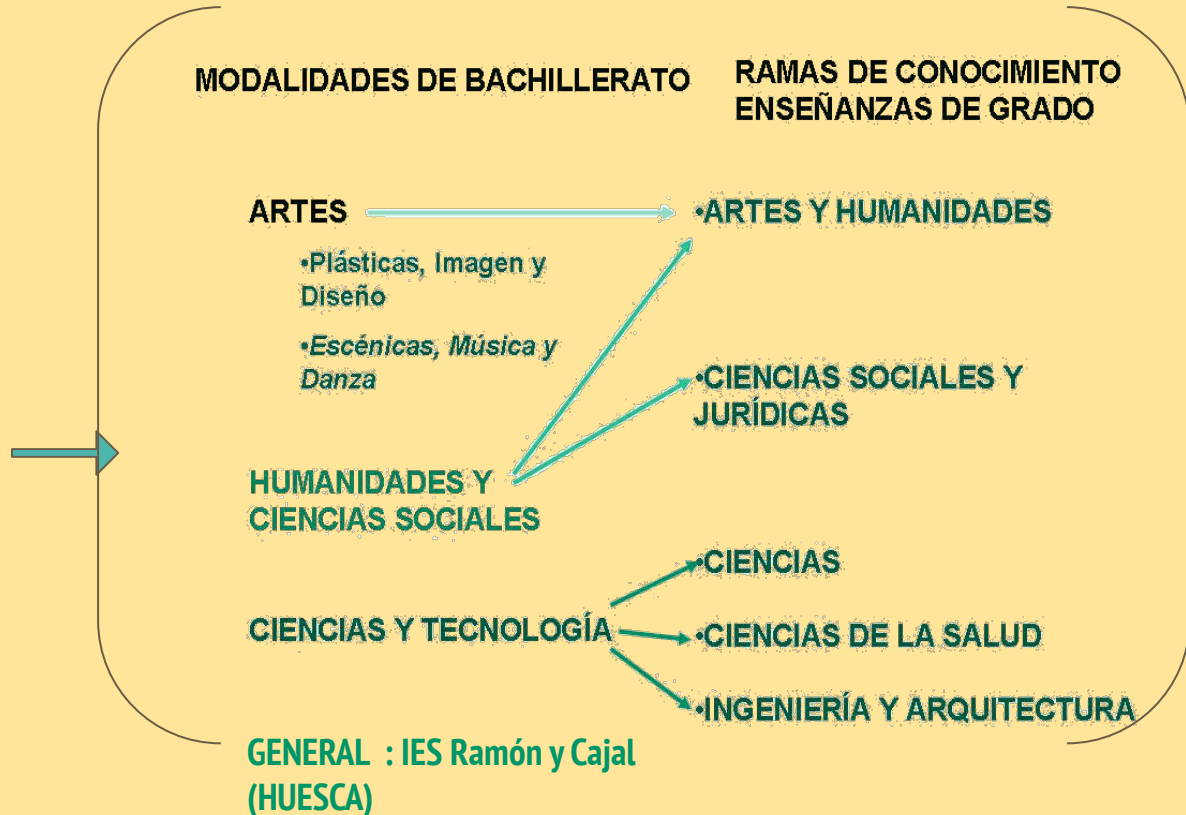 MODALIDADES DE BACHILLERATO
RAMAS DE CONOCIMIENTO
ENSEÑANZAS DE GRADO
ARTES
•Plásticas, Imagen y
Diseño
•Escénicas, Música y
Danza
HUMANIDADES Y
CIENCIAS SOCIALES
CIENCIAS Y TECNOLOGÍA
GENERAL : IES Ramón y Cajal
(HUESCA)
•ARTES Y HUMANIDADES
•CIENCIAS SOCIALES Y
JURÍDICAS
•CIENCIAS
•CIENCIAS DE LA SALUD
•INGENIERÍA Y ARQUITECTURA